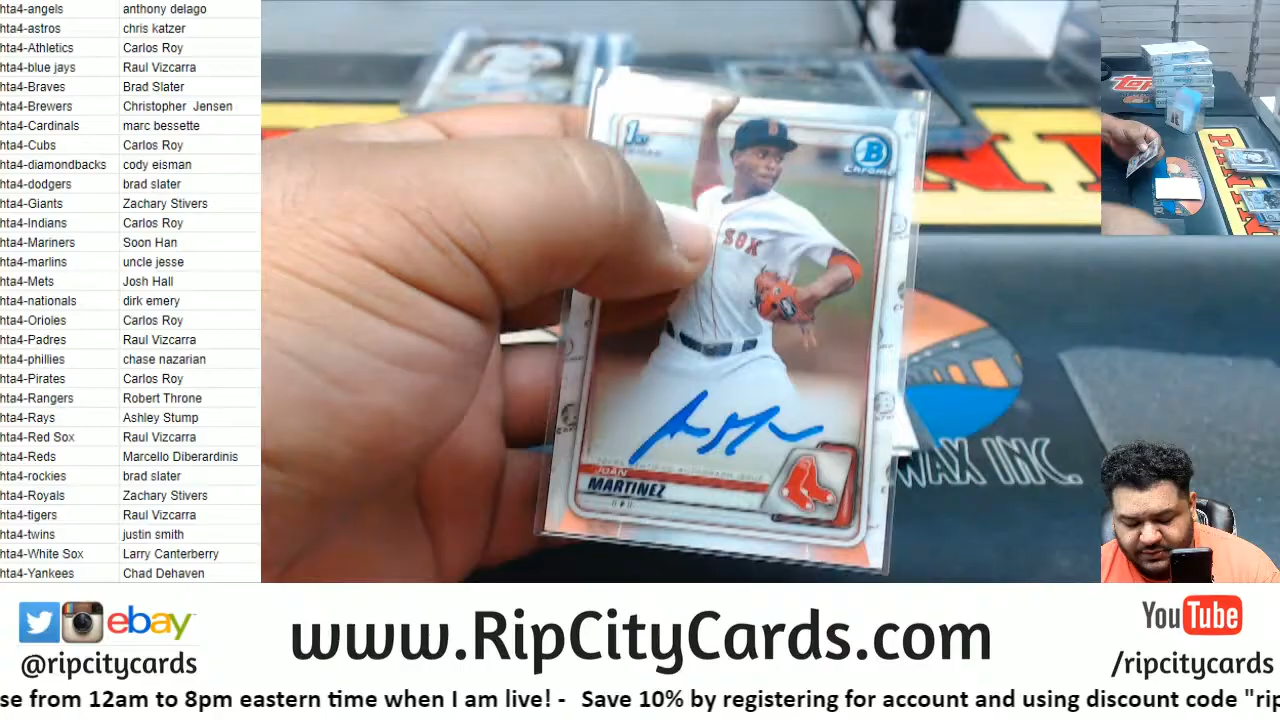 hta4-angels anthony delago
hta4-astros chris katzer
hta4-Athletics Carlos Roy
hta4-blue jays Raul Vizcarra
hta4-Braves Brad Slater
hta4-Brewers Christopher Jensen
hta4-Cardinals marc bessette
hta4-Cubs Carlos Roy
hta4-diamondbacks cody eisman
hta4-dodgers brad slater
hta4-Giants Zachary Stivers
hta4-Indians Carlos Roy
hta4-Mariners Soon Han
hta4-marlins uncle jesse
hta4-Mets Josh Hall
hta4-nationals dirk emery
hta4-Orioles Carlos Roy
hta4-Padres Raul Vizcarra
hta4-phillies chase nazarian
hta4-Pirates Carlos Roy
hta4-Rangers Robert Throne
hta4-Rays Ashley Stump
hta4-Red Sox Raul Vizcarra
hta4-Reds Marcello Diberardinis
hta4-rockies brad slater
hta4-Royals Zachary Stivers
hta4-tigers Raul Vizcarra
hta4-twins justin smith
hta4-White Sox Larry Canterberry
hta4-Yankees Chad Dehaven
1st
B
Chrome
SOX
JUAN
MARTINEZ
WAX INC.
Topps
PANINI
ebay
@ripcitycards
www.RipCityCards.com
YouTube
/ripcitycards
se from 12am to 8pm eastern time when I am live! - Save 10% by registering for account and using discount code "rip